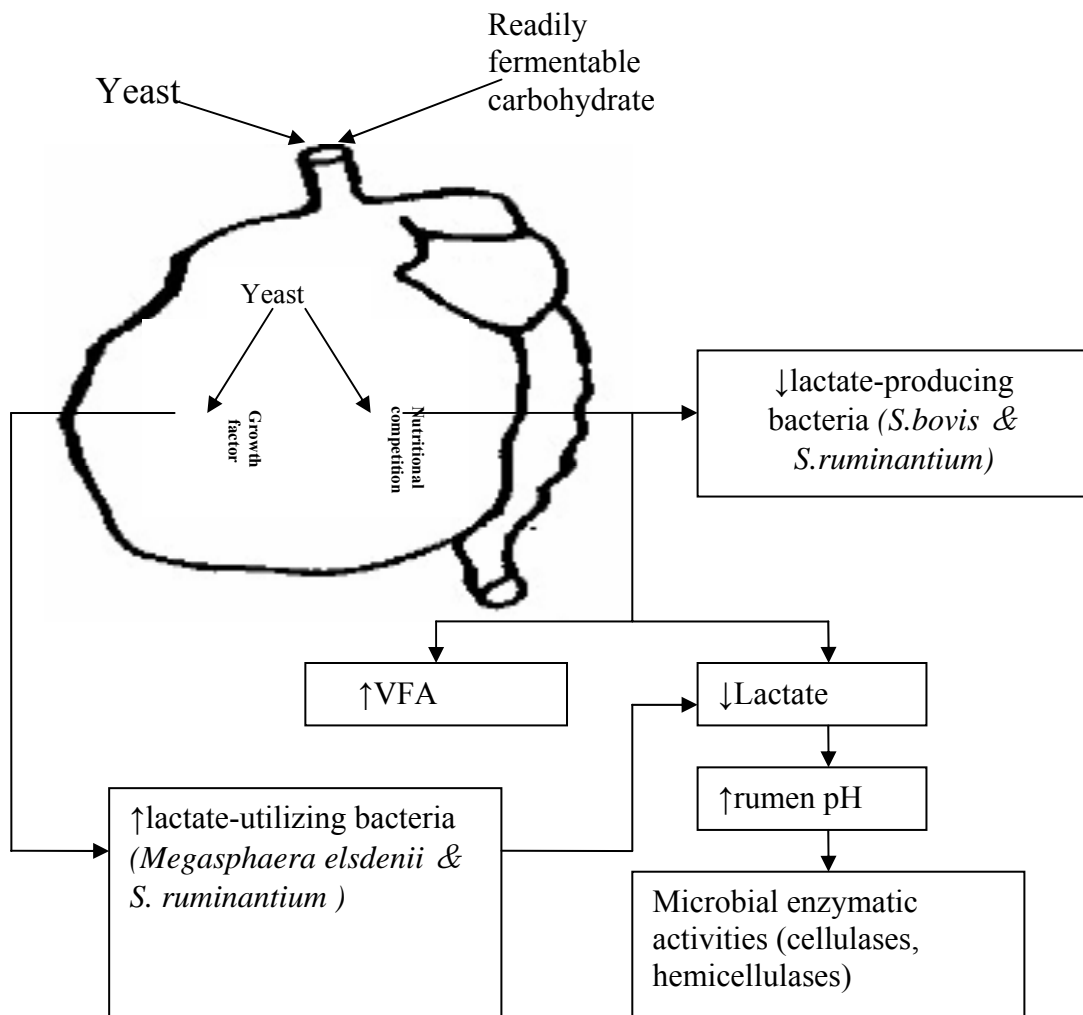 Readily
fermentable
carbohydrate
Yeast
Yeast
Growth
factor
Nutritional
competition
↓lactate-producing
bacteria (S.bovis &
S.ruminantium)
↑VFA
↓Lactate
↑rumen pH
↑lactate-utilizing bacteria
(Megasphaera elsdenii &
S. ruminantium )
Microbial enzymatic
activities (cellulases,
hemicellulases)